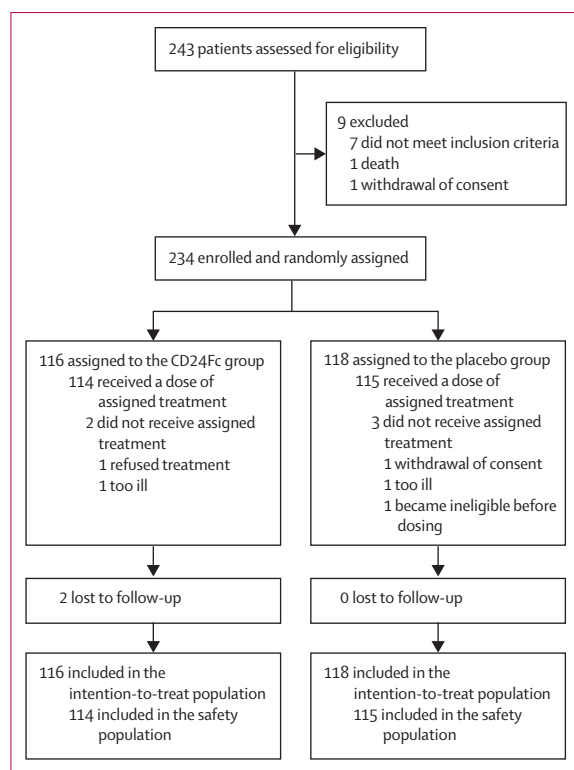 243 patients assessed for eligibility
9 excluded
7 did not meet inclusion criteria
1 death
1 withdrawal of consent
234 enrolled and randomly assigned
116 assigned to the CD24Fc group
114 received a dose of
assigned treatment
2 did not receive assigned
treatment
1 refused treatment
1 too ill
118 assigned to the placebo group
115 received a dose of
assigned treatment
3 did not receive assigned
treatment
1 withdrawal of consent
1 too ill
1 became ineligible before
dosing
2 lost to follow-up
0 lost to follow-up
116 included in the
intention-to-treat population
114 included in the safety
population
118 included in the
intention-to-treat population
115 included in the safety
population